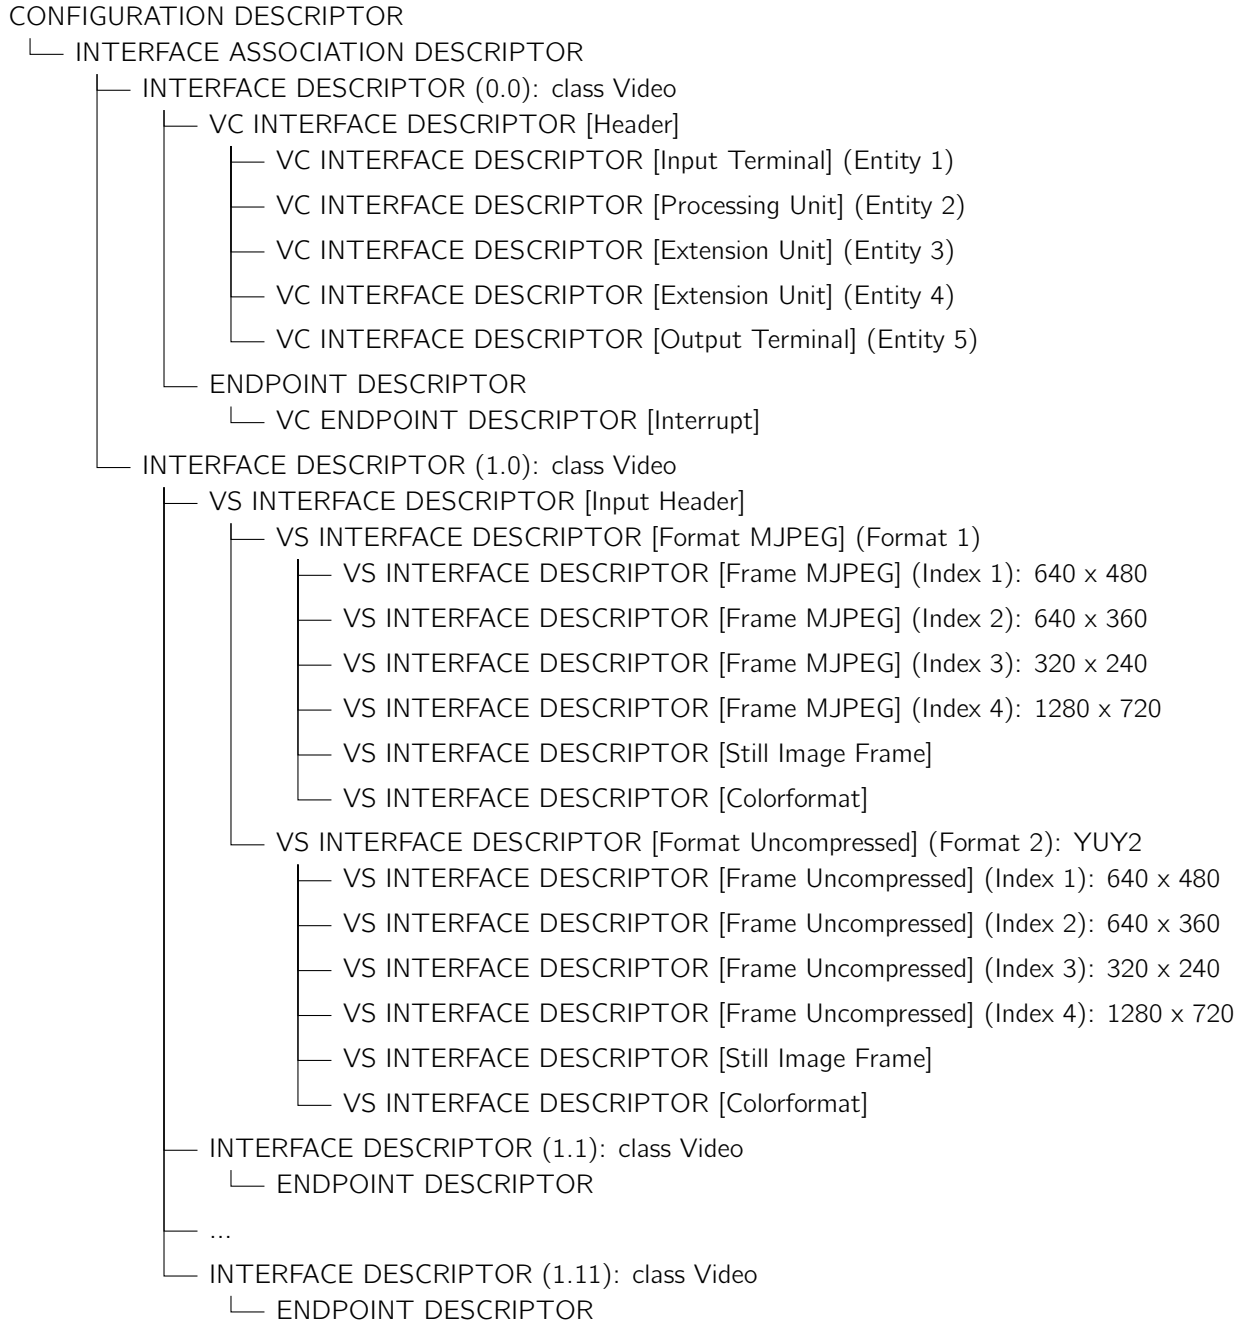 CONFIGURATION DESCRIPTOR
INTERFACE ASSOCIATION DESCRIPTOR
INTERFACE DESCRIPTOR (0.0): class Video
VC INTERFACE DESCRIPTOR [Header]
VC INTERFACE DESCRIPTOR [Input Terminal] (Entity 1)
VC INTERFACE DESCRIPTOR [Processing Unit] (Entity 2)
VC INTERFACE DESCRIPTOR [Extension Unit] (Entity 3)
VC INTERFACE DESCRIPTOR [Extension Unit] (Entity 4)
VC INTERFACE DESCRIPTOR [Output Terminal] (Entity 5)
ENDPOINT DESCRIPTOR
VC ENDPOINT DESCRIPTOR [Interrupt]
INTERFACE DESCRIPTOR (1.0): class Video
VS INTERFACE DESCRIPTOR [Input Header]
VS INTERFACE DESCRIPTOR [Format MJPEG] (Format 1)
VS INTERFACE DESCRIPTOR [Frame MJPEG] (Index 1): 640 x 480
VS INTERFACE DESCRIPTOR [Frame MJPEG] (Index 2): 640 x 360
VS INTERFACE DESCRIPTOR [Frame MJPEG] (Index 3): 320 x 240
VS INTERFACE DESCRIPTOR [Frame MJPEG] (Index 4): 1280 x 720
VS INTERFACE DESCRIPTOR [Still Image Frame]
VS INTERFACE DESCRIPTOR [Colorformat]
VS INTERFACE DESCRIPTOR [Format Uncompressed] (Format 2): YUY2
VS INTERFACE DESCRIPTOR [Frame Uncompressed] (Index 1): 640 x 480
VS INTERFACE DESCRIPTOR [Frame Uncompressed] (Index 2): 640 x 360
VS INTERFACE DESCRIPTOR [Frame Uncompressed] (Index 3): 320 x 240
VS INTERFACE DESCRIPTOR [Frame Uncompressed] (Index 4): 1280 x 720
VS INTERFACE DESCRIPTOR [Still Image Frame]
VS INTERFACE DESCRIPTOR [Colorformat]
INTERFACE DESCRIPTOR (1.1): class Video
ENDPOINT DESCRIPTOR
...
INTERFACE DESCRIPTOR (1.11): class Video
ENDPOINT DESCRIPTOR